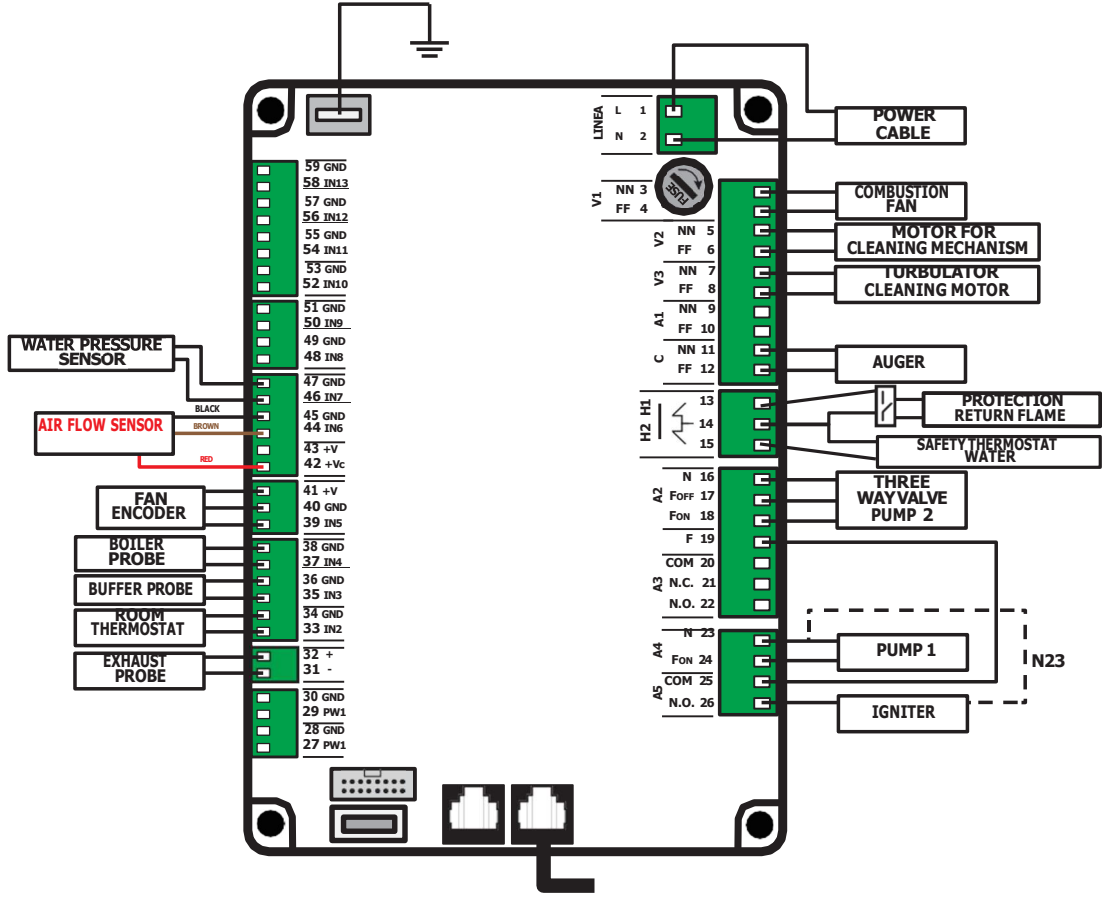 LINEA
L 1
N 2
POWER
CABLE
FUSE
V1
NN 3
FF 4
COMBUSTION
FAN
V2
NN 5
FF 6
MOTOR FOR
CLEANING MECHANISM
V3
NN 7
FF 8
TURBULATOR
CLEANING MOTOR
A1
NN 9
FF 10
C
NN 11
FF 12
AUGER
H2 H1
13
14
15
PROTECTION
RETURN FLAME
SAFETY THERMOSTAT
WATER
A2
N 16
FOFF 17
FON 18
THREE
WAY VALVE
PUMP 2
F 19
A3
COM 20
N.C. 21
N.O. 22
A4
N 23
FON 24
PUMP 1
N23
A5
COM 25
N.O. 26
IGNITER
59 GND
58 IN13
57 GND
56 IN12
55 GND
54 IN11
53 GND
52 IN10
51 GND
50 IN9
49 GND
48 IN8
WATER PRESSURE
SENSOR
47 GND
46 IN7
AIR FLOW SENSOR
BLACK
BROWN
RED
45 GND
44 IN6
43 +V
42 +Vc
FAN
ENCODER
41 +V
40 GND
39 IN5
BOILER
PROBE
38 GND
37 IN4
BUFFER PROBE
36 GND
35 IN3
ROOM
THERMOSTAT
34 GND
33 IN2
EXHAUST
PROBE
32 +
31 -
30 GND
29 PW1
28 GND
27 PW1